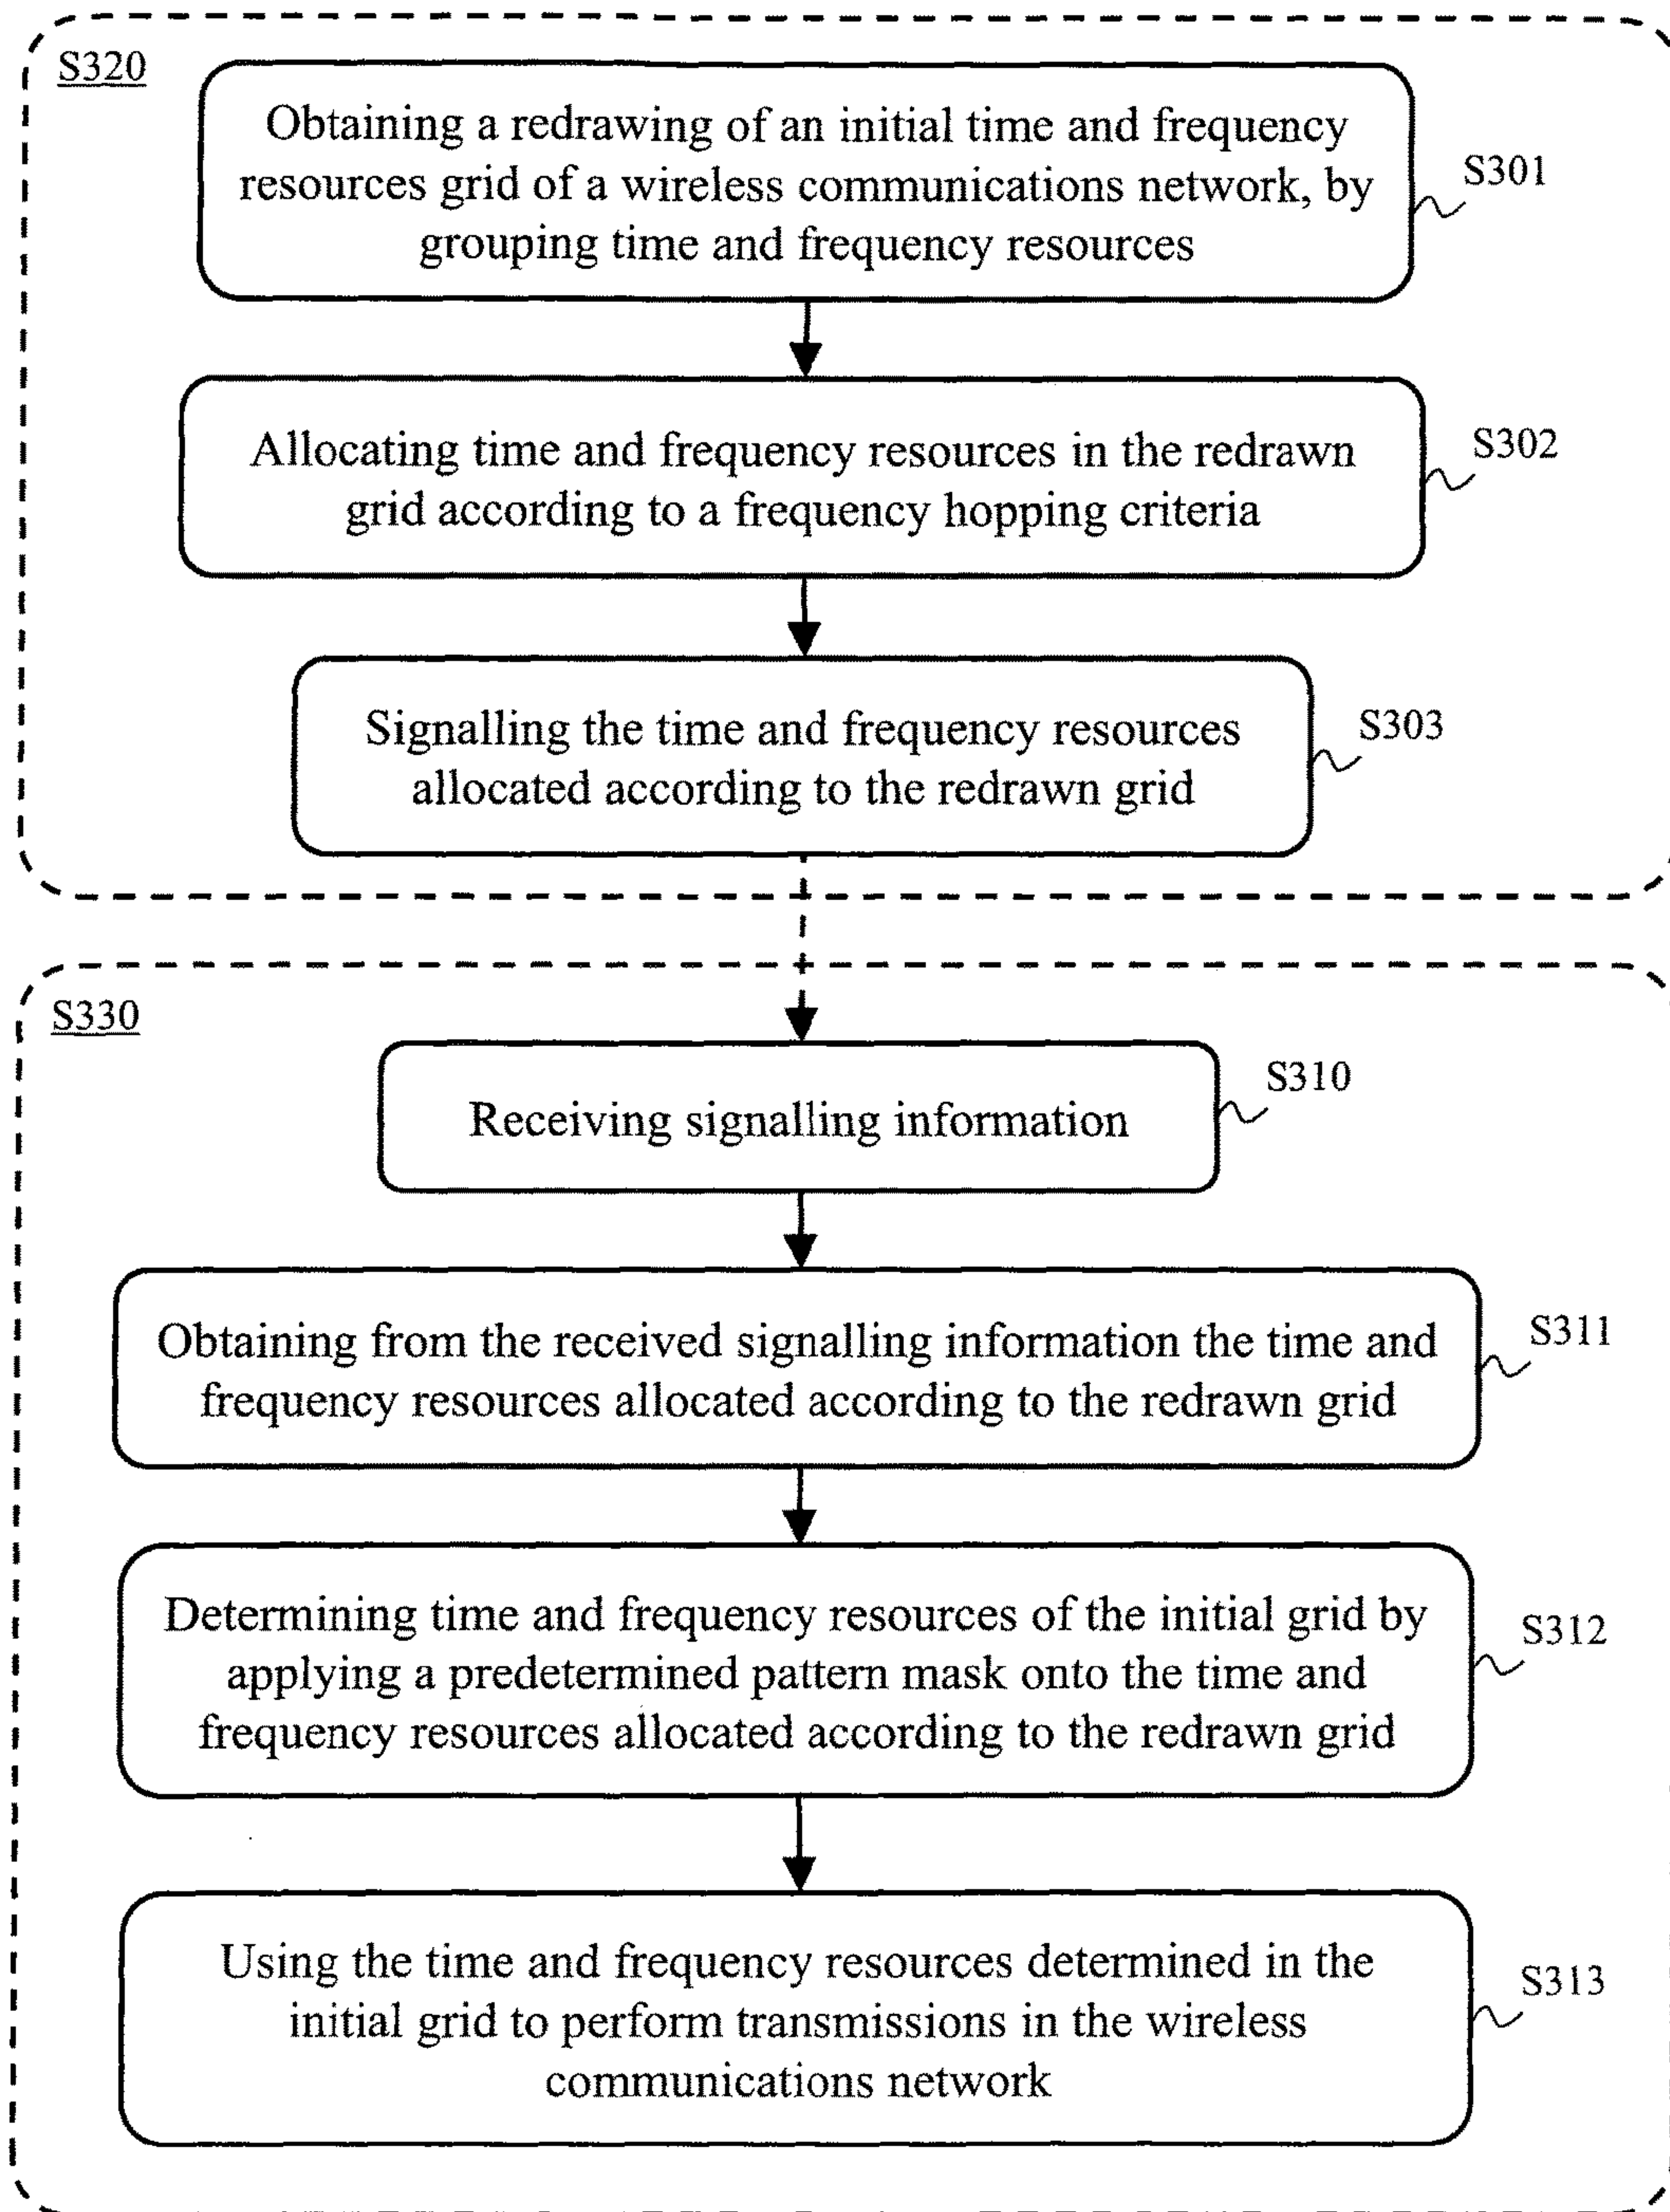 S320
Obtaining a redrawing of an initial time and frequency
resources grid of a wireless communications network, by
grouping time and frequency resources
S301
Allocating time and frequency resources in the redrawn
grid according to a frequency hopping criteria
S302
Signalling the time and frequency resources
allocated according to the redrawn grid
S303
S330
Receiving signalling information
S310
Obtaining from the received signalling information the time and
frequency resources allocated according to the redrawn grid
S311
Determining time and frequency resources of the initial grid by
applying a predetermined pattern mask onto the time and
frequency resources allocated according to the redrawn grid
S312
Using the time and frequency resources determined in the
initial grid to perform transmissions in the wireless
communications network
S313